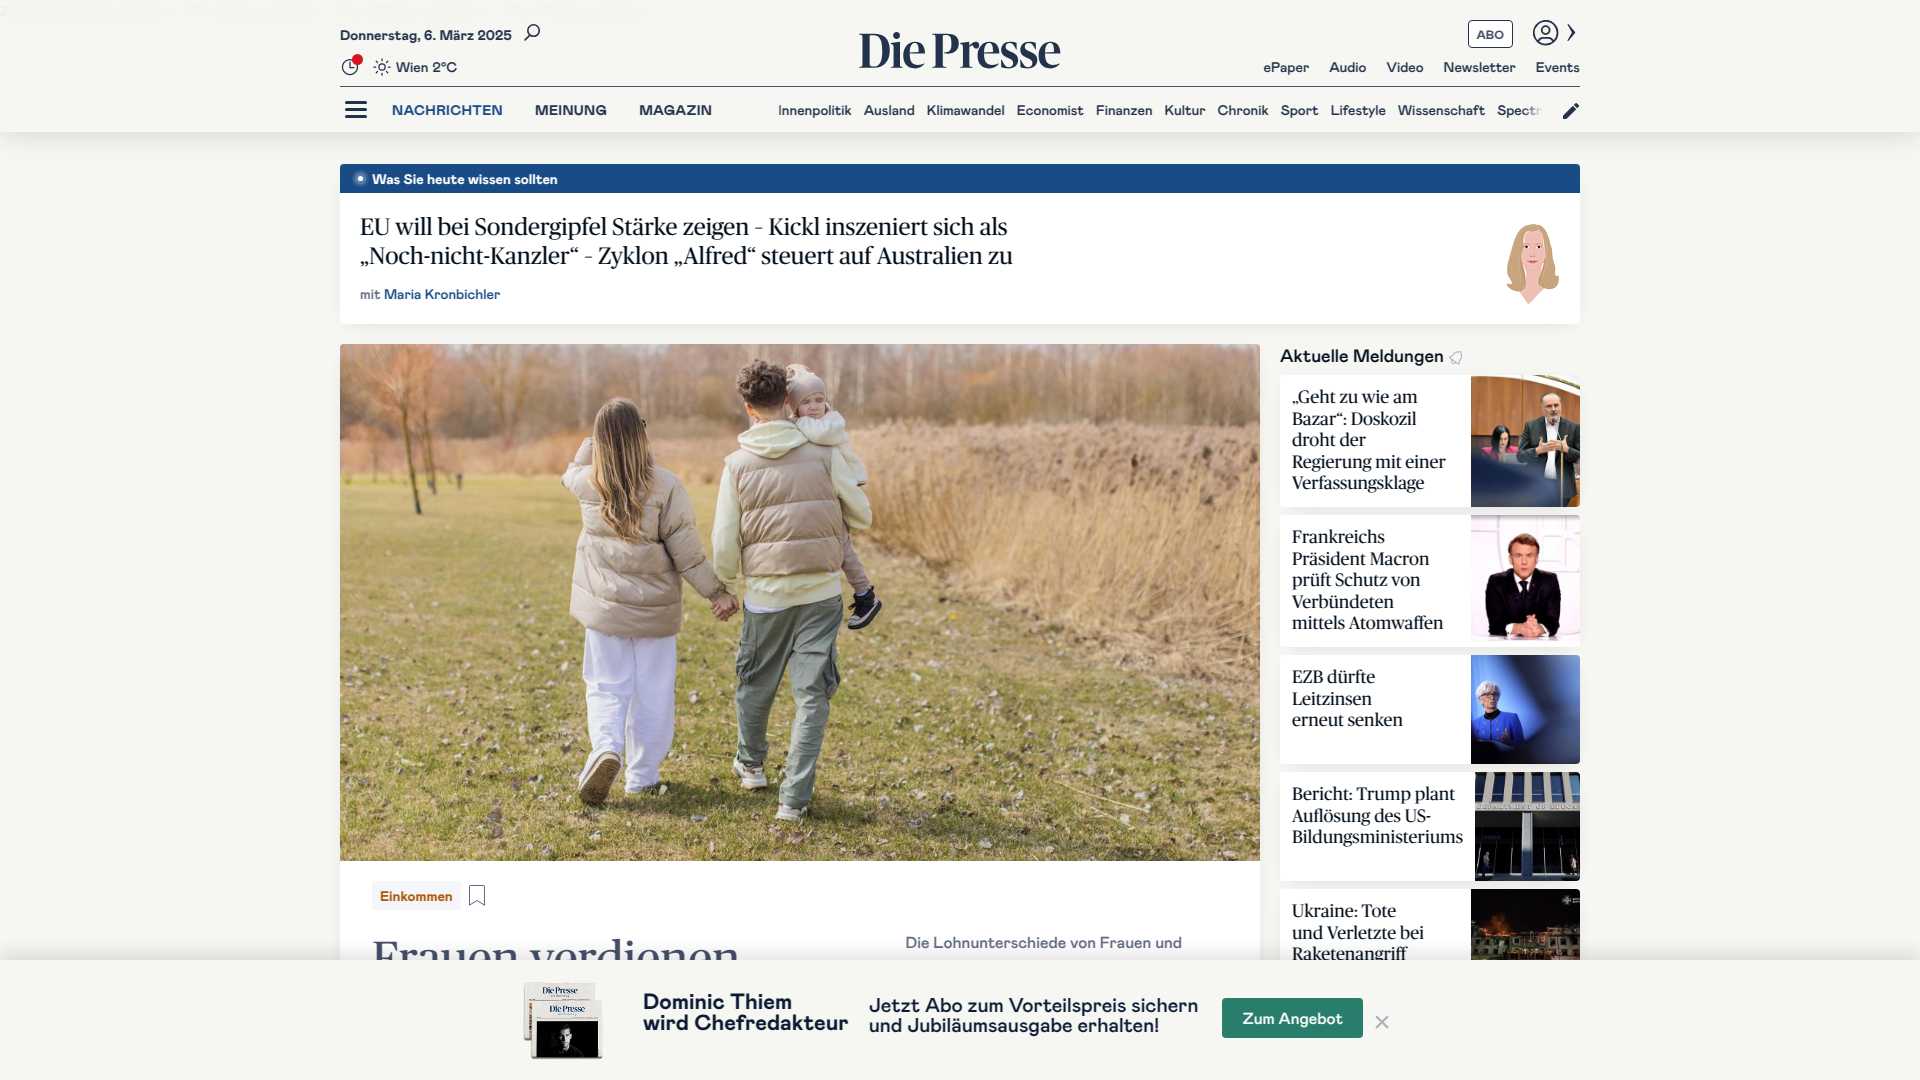 Donnerstag, 6. März 2025
Wien 2°C
Die Presse
ABO
ePaper Audio Video Newsletter Events
NACHRICHTEN MEINUNG MAGAZIN
Innenpolitik Ausland Klimawandel Economist Finanzen Kultur Chronik Sport Lifestyle Wissenschaft Spectr
Was Sie heute wissen sollten
EU will bei Sondergipfel Stärke zeigen – Kickl inszeniert sich als
„Noch-nicht-Kanzler“ – Zyklon „Alfred“ steuert auf Australien zu
mit Maria Kronbichler
Einkommen
Frauen verdienen
Die Lohnunterschiede von Frauen und
Aktuelle Meldungen
„Geht zu wie am
Bazar“: Doskozil
droht der
Regierung mit einer
Verfassungsklage
Frankreichs
Präsident Macron
prüft Schutz von
Verbündeten
mittels Atomwaffen
EZB dürfte
Leitzinsen
erneut senken
Bericht: Trump plant
Auflösung des US-
Bildungsministeriums
Ukraine: Tote
und Verletzte bei
Raketenangriff
Die Presse
Die Presse
Dominic Thiem
wird Chefredakteur
Jetzt Abo zum Vorteilspreis sichern
und Jubiläumsausgabe erhalten!
Zum Angebot